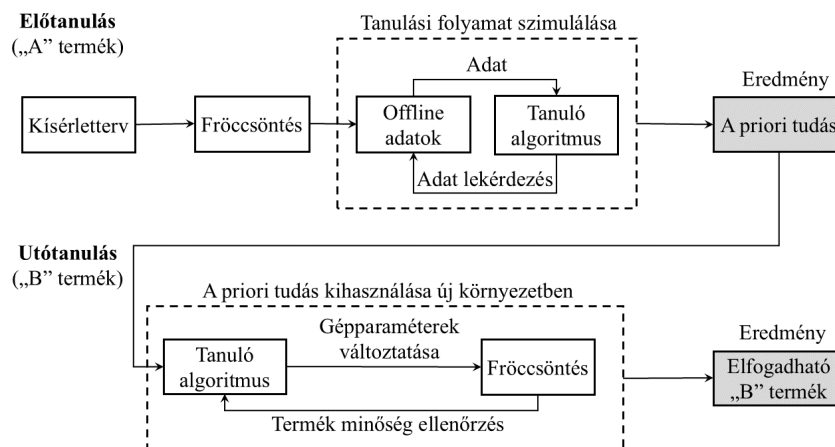 Előtanulás
(„A” termék)
Tanulási folyamat szimulálása
Adat
Eredmény
Kísérletterv
Fröccsöntés
Offline
adatok
Tanuló
algoritmus
A priori tudás
Adat lekérdezés
Utótanulás
(„B” termék)
A priori tudás kihasználása új környezetben
Gépparaméterek
változtatása
Eredmény
Tanuló
algoritmus
Fröccsöntés
Elfogadható
„B” termék
Termék minőség ellenőrzés